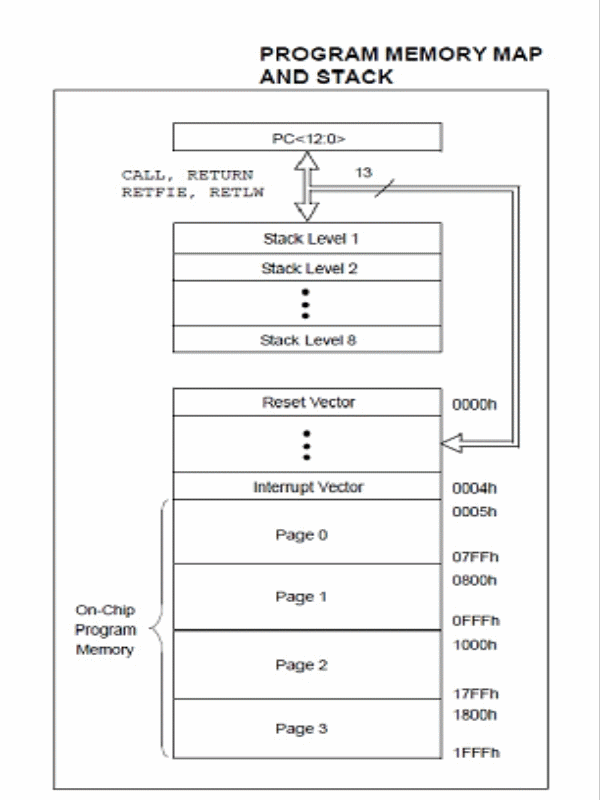 PROGRAM MEMORY MAP
AND STACK
PC<12:0>
CALL, RETURN
RETFIE, RETLW
13
Stack Level 1
Stack Level 2
Stack Level 8
Reset Vector
0000h
Interrupt Vector
0004h
0005h
Page 0
07FFh
0800h
Page 1
0FFFh
On-Chip
Program
Memory
1000h
Page 2
17FFh
1800h
Page 3
1FFFh